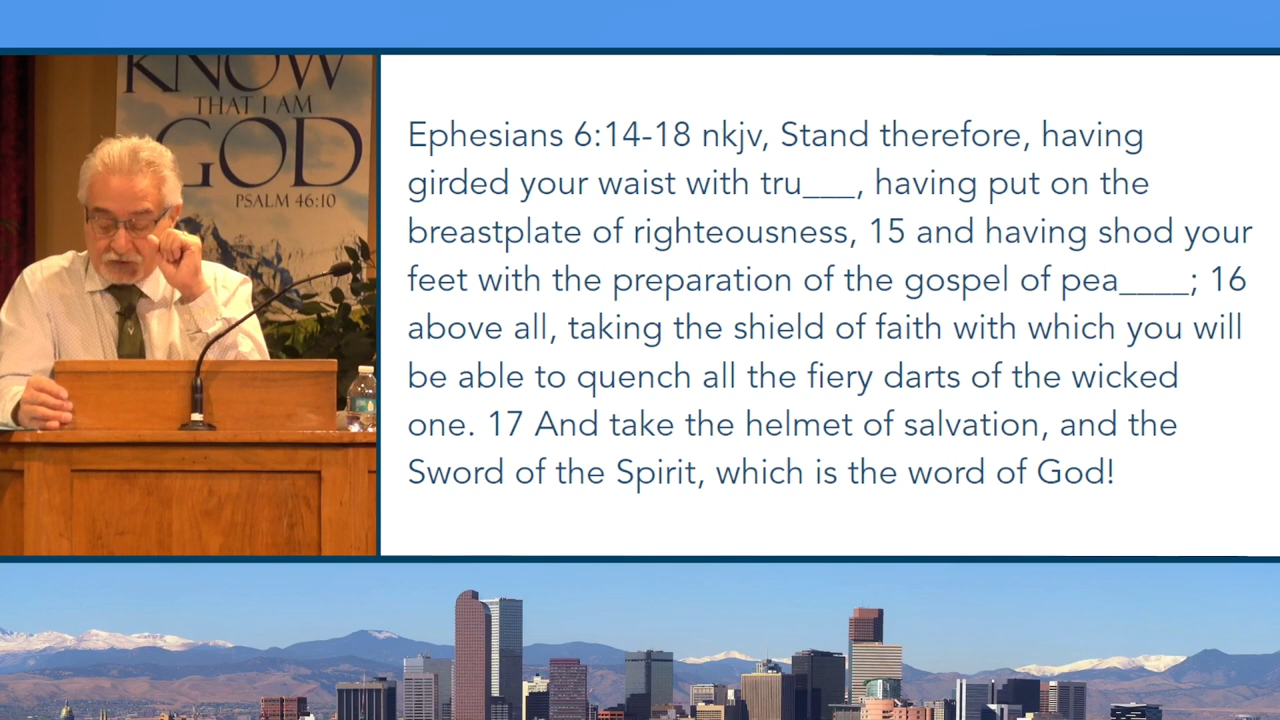 KNOW
THAT I AM
GOD
PSALM 46:10
Ephesians 6:14-18 nkjv, Stand therefore, having
girded your waist with tru___, having put on the
breastplate of righteousness, 15 and having shod your
feet with the preparation of the gospel of pea____; 16
above all, taking the shield of faith with which you will
be able to quench all the fiery darts of the wicked
one. 17 And take the helmet of salvation, and the
Sword of the Spirit, which is the word of God!